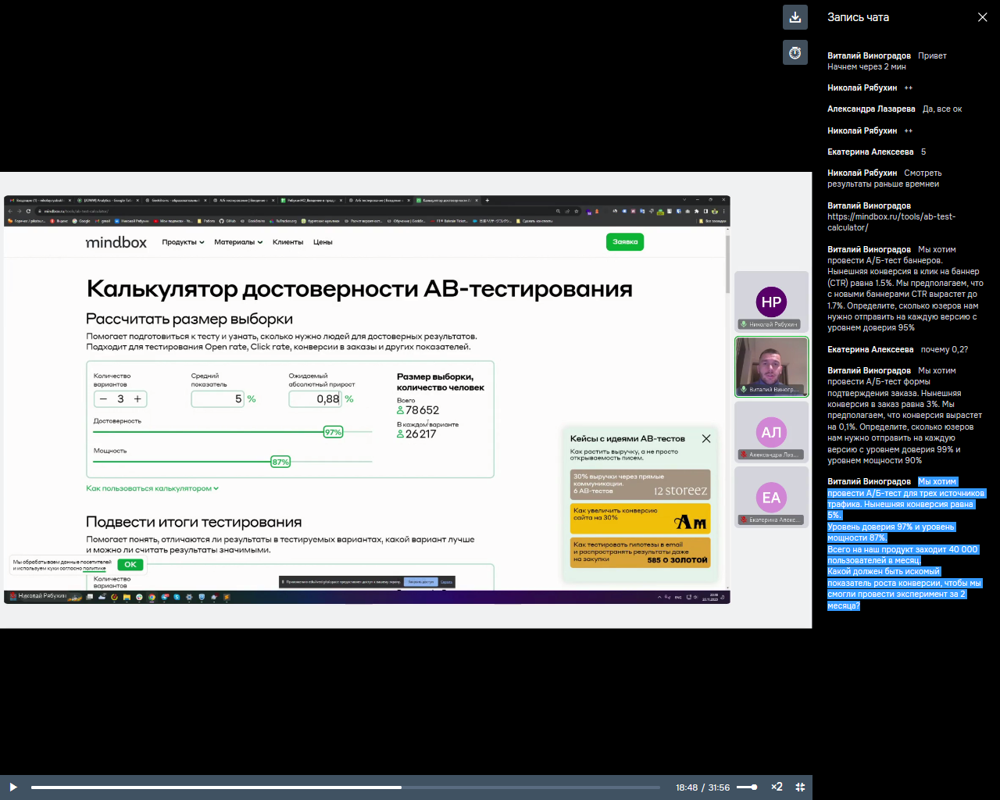 Запись чата
Виталий Виноградов Привет
Начнем через 2 мин
Николай Рябухин ++
Александра Лазарева Да, все ок
Николай Рябухин ++
Екатерина Алексеева 5
Николай Рябухин Смотреть
результаты раньше времнеи
Виталий Виноградов
https://mindbox.ru/tools/ab-test-
calculator/
Виталий Виноградов Мы хотим
провести А/Б-тест баннеров.
Нынешняя конверсия в клик на баннер
(CTR) равна 1.5%. Мы предполагаем, что
с новыми баннерами CTR вырастет до
1.7%. Определите, сколько юзеров нам
нужно отправить на каждую версию с
уровнем доверия 95%
Екатерина Алексеева почему 0,2?
Виталий Виноградов Мы хотим
провести А/Б-тест формы
подтверждения заказа. Нынешняя
конверсия в заказ равна 3%. Мы
предполагаем, что конверсия вырастет
на 0,1%. Определите, сколько юзеров
нам нужно отправить на каждую
версию с уровнем доверия 99% и
уровнем мощности 90%
Виталий Виноградов Мы хотим
провести А/Б-тест для трех источников
трафика. Нынешняя конверсия равна
5%.
Уровень доверия 97% и уровень
мощности 87%.
Всего на наш продукт заходит 40 000
пользователей в месяц.
Какой должен быть искомый
показатель роста конверсии, чтобы мы
смогли провести эксперимент за 2
месяца?
mindbox.ru/tools/ab-test-calculator/
mindbox Продукты Материалы Клиенты Цены Заявка
Калькулятор достоверности АВ-тестирования
Рассчитать размер выборки
Помогает подготовиться к тесту и узнать, сколько нужно людей для достоверных результатов.
Подходит для тестирования Open rate, Click rate, конверсии в заказы и других показателей.
Количество
вариантов
− 3 +
Средний
показатель
5 %
Ожидаемый
абсолютный прирост
0,88 %
Достоверность
97%
Мощность
87%
Размер выборки,
количество человек
Всего
78 652
В каждом варианте
26 217
Как пользоваться калькулятором
Подвести итоги тестирования
Помогает понять, отличаются ли результаты в тестируемых вариантах, какой вариант лучше
и можно ли считать результаты значимыми.
Количество
вариантов
Мы обрабатываем данные посетителей
и используем куки согласно политике
OK
Кейсы с идеями АВ-тестов
Как растить выручку, а не просто
открываемость писем.
30% выручки через прямые
коммуникации.
6 АВ-тестов
12 storeez
Как увеличить конверсию
сайта на 30%
Ам
Как тестировать гипотезы в email
и распространять результаты даже
на закупки
585 ЗОЛОТОЙ
Николай Рябухин
НР
Николай Рябухин
Виталий Виногр...
АЛ
Александра Лаз...
ЕА
Екатерина Алекс...
18:48 / 31:56
×2